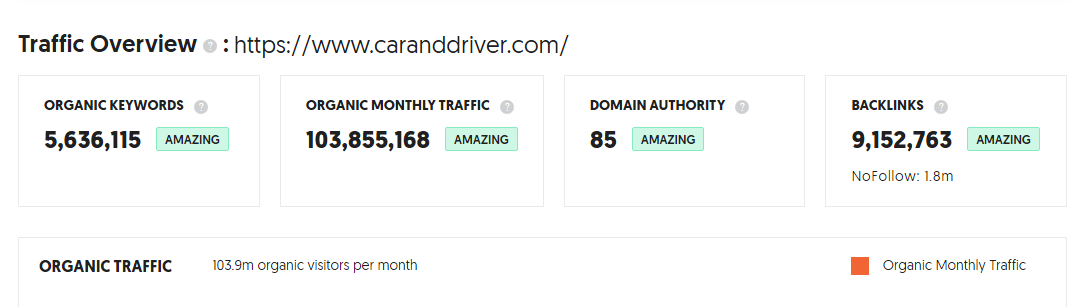 Traffic Overview ? : https://www.caranddriver.com/
ORGANIC KEYWORDS ?
5,636,115 AMAZING
ORGANIC MONTHLY TRAFFIC ?
103,855,168 AMAZING
DOMAIN AUTHORITY ?
85 AMAZING
BACKLINKS ?
9,152,763 AMAZING
NoFollow: 1.8m
ORGANIC TRAFFIC 103.9m organic visitors per month Organic Monthly Traffic